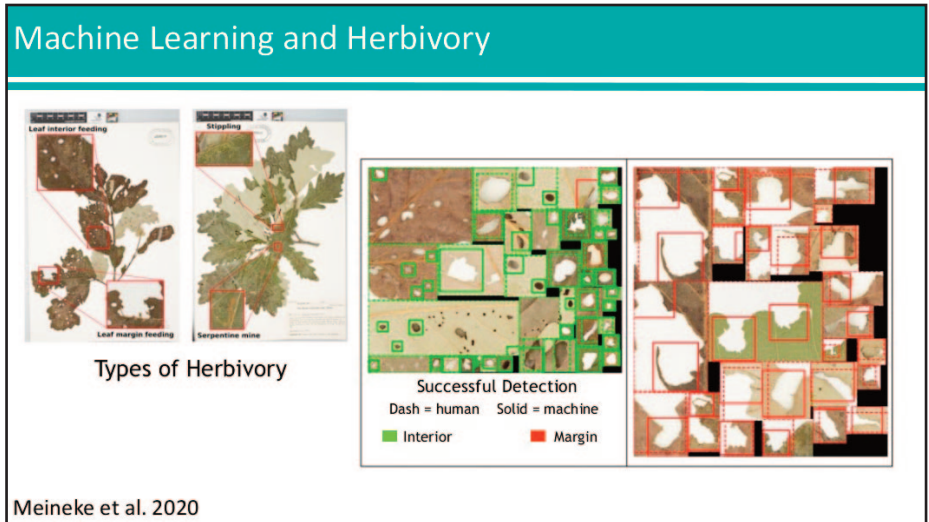 Machine Learning and Herbivory
Leaf interior feeding
Stippling
Leaf margin feeding
Serpentine mine
Types of Herbivory
Successful Detection
Dash = human Solid = machine
Interior Margin
Meineke et al. 2020